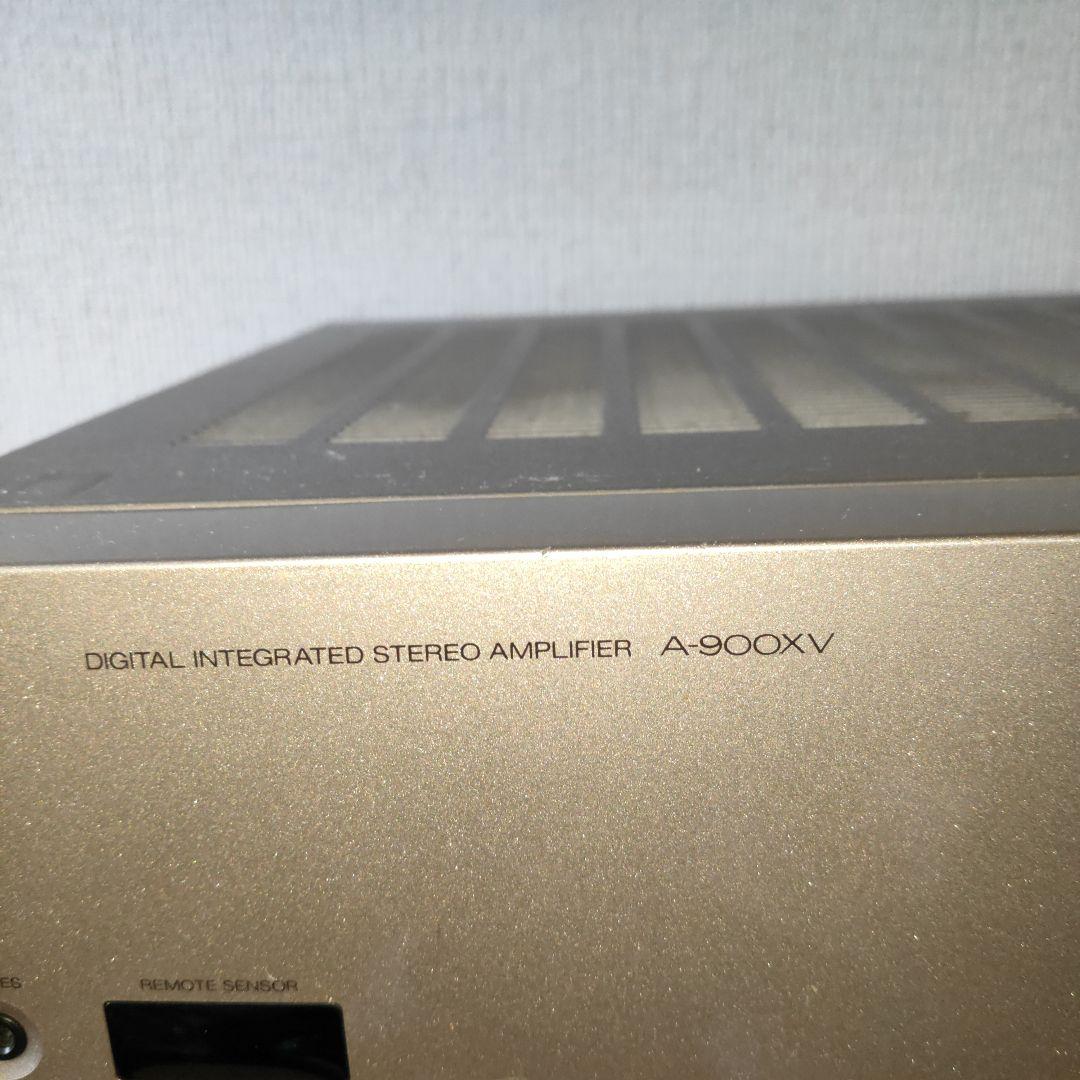 DIGITAL INTEGRATED STEREO AMPLIFIER A-900XV
REMOTE SENSOR